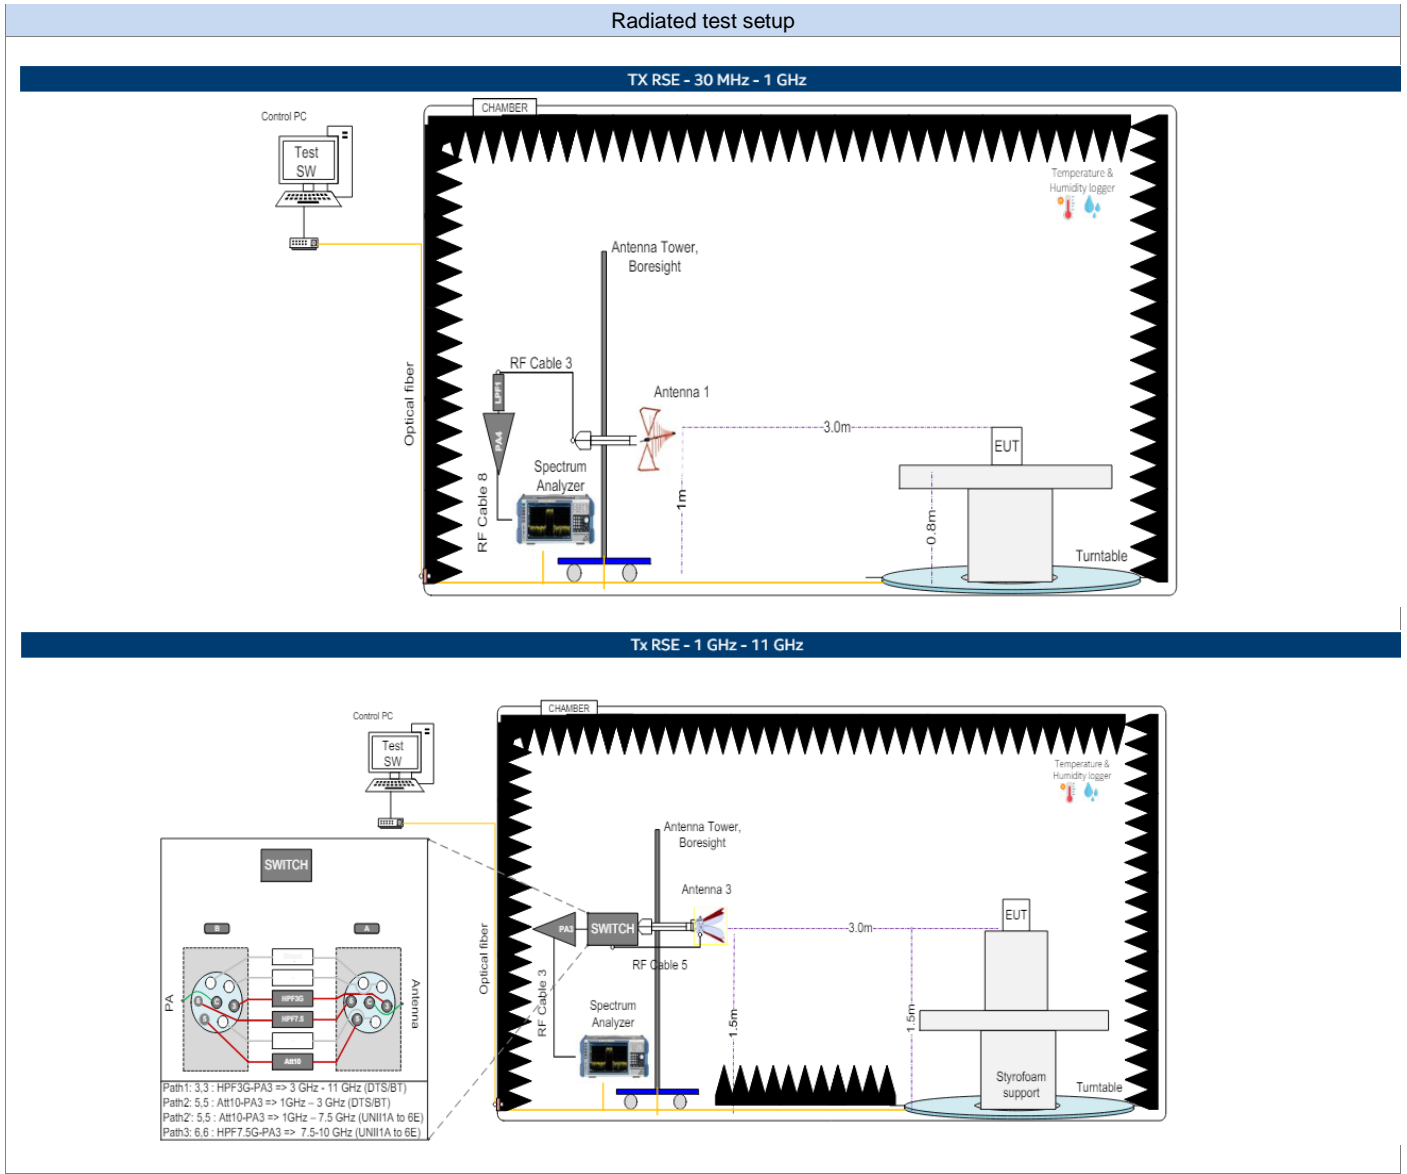 Radiated test setup
TX RSE - 30 MHz - 1 GHz
CHAMBER
Control PC
Test
SW
Temperature &
Humidity logger
Antenna Tower,
Boresight
Optical fiber
RF Cable 3
LPF1
PA4
Antenna 1
3.0m
EUT
Spectrum
Analyzer
RF Cable 8
1m
0.8m
Turntable
Tx RSE - 1 GHz - 11 GHz
CHAMBER
Control PC
Test
SW
Temperature &
Humidity logger
Antenna Tower,
Boresight
SWITCH
Antenna 3
EUT
PA3
SWITCH
3.0m
B
A
RF Cable 5
Optical fiber
RF Cable 3
PA
Antenna
HPF3G
HPF7.5
Att10
Spectrum
Analyzer
1.5m
1.5m
Styrofoam
support
Turntable
Path1: 3,3 : HPF3G-PA3 => 3 GHz - 11 GHz (DTS/BT)
Path2: 5,5 : Att10-PA3 => 1GHz – 3 GHz (DTS/BT)
Path2': 5,5 : Att10-PA3 => 1GHz – 7.5 GHz (UNII1A to 6E)
Path3: 6,6 : HPF7.5G-PA3 => 7.5-10 GHz (UNII1A to 6E)